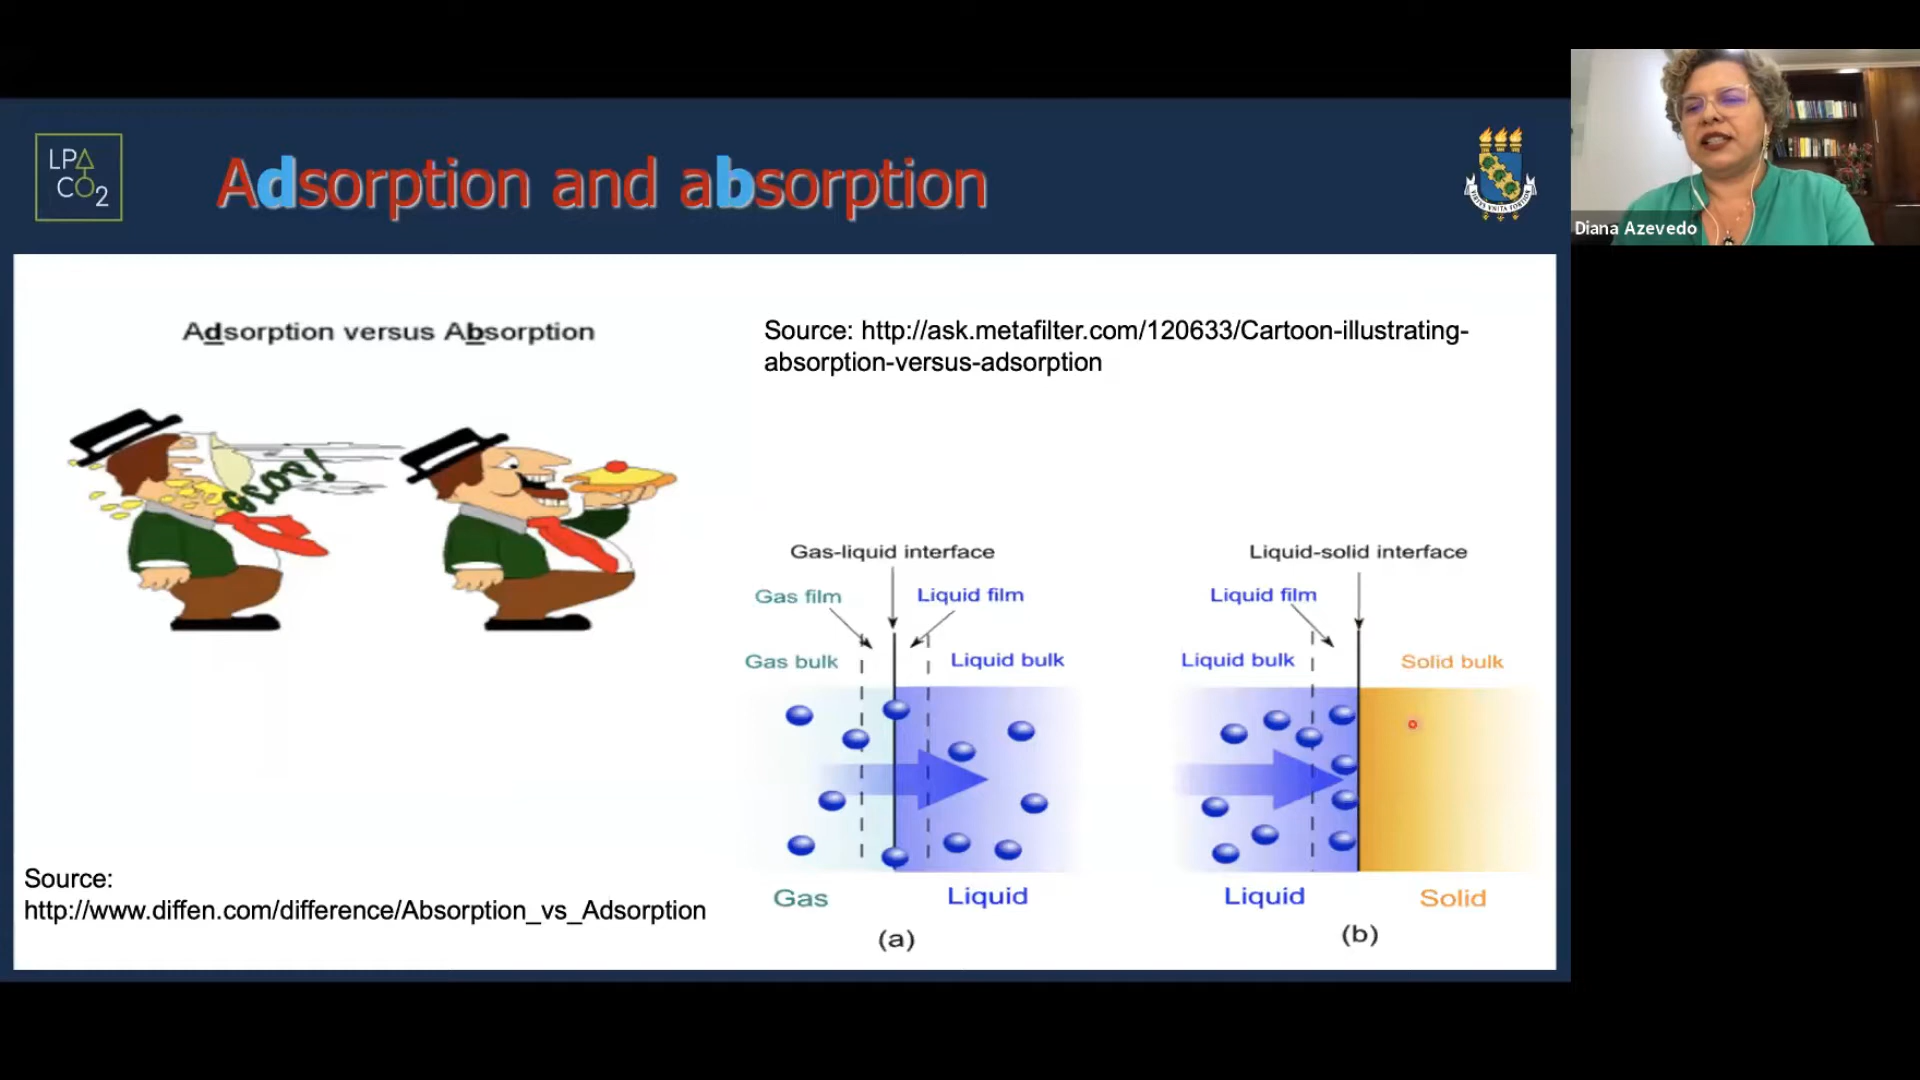 LPA
CO2
Adsorption and absorption
Diana Azevedo
Adsorption versus Absorption
Source: http://ask.metafilter.com/120633/Cartoon-illustrating-
absorption-versus-adsorption
Gas-liquid interface
Gas film
Liquid film
Gas bulk
Liquid bulk
Gas
Liquid
(a)
Liquid-solid interface
Liquid film
Liquid bulk
Solid bulk
Liquid
Solid
(b)
Source:
http://www.diffen.com/difference/Absorption_vs_Adsorption